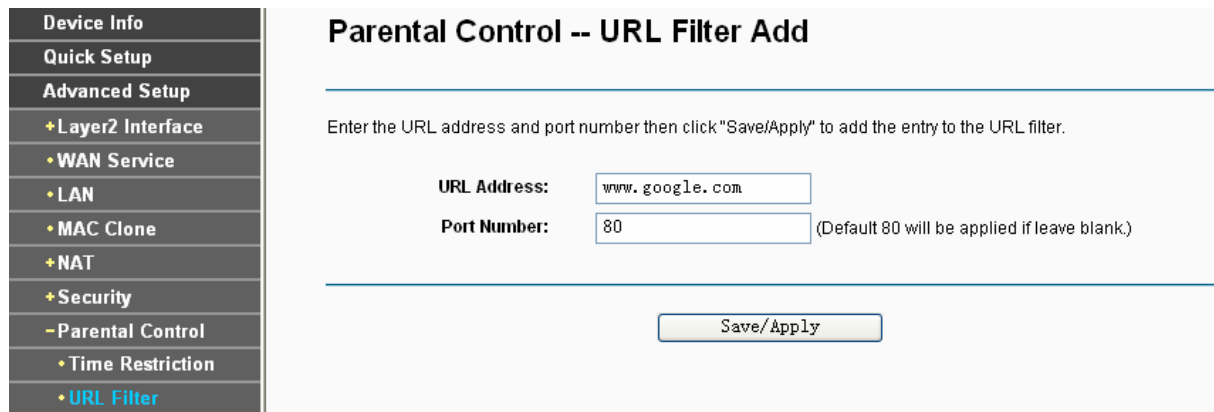 Device Info
Quick Setup
Advanced Setup
+Layer2 Interface
•WAN Service
•LAN
•MAC Clone
+NAT
+Security
−Parental Control
•Time Restriction
•URL Filter
Parental Control -- URL Filter Add
Enter the URL address and port number then click "Save/Apply" to add the entry to the URL filter.
URL Address: www.google.com
Port Number: 80 (Default 80 will be applied if leave blank.)
Save/Apply